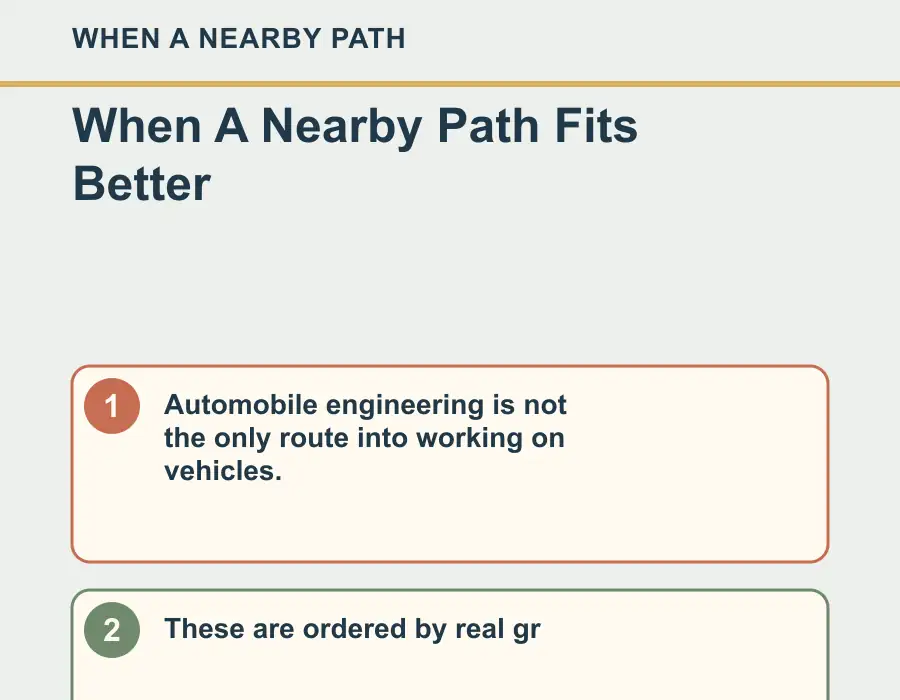 WHEN A NEARBY PATH
When A Nearby Path Fits
Better
1
Automobile engineering is not
the only route into working on
vehicles.
2
These are ordered by real gr